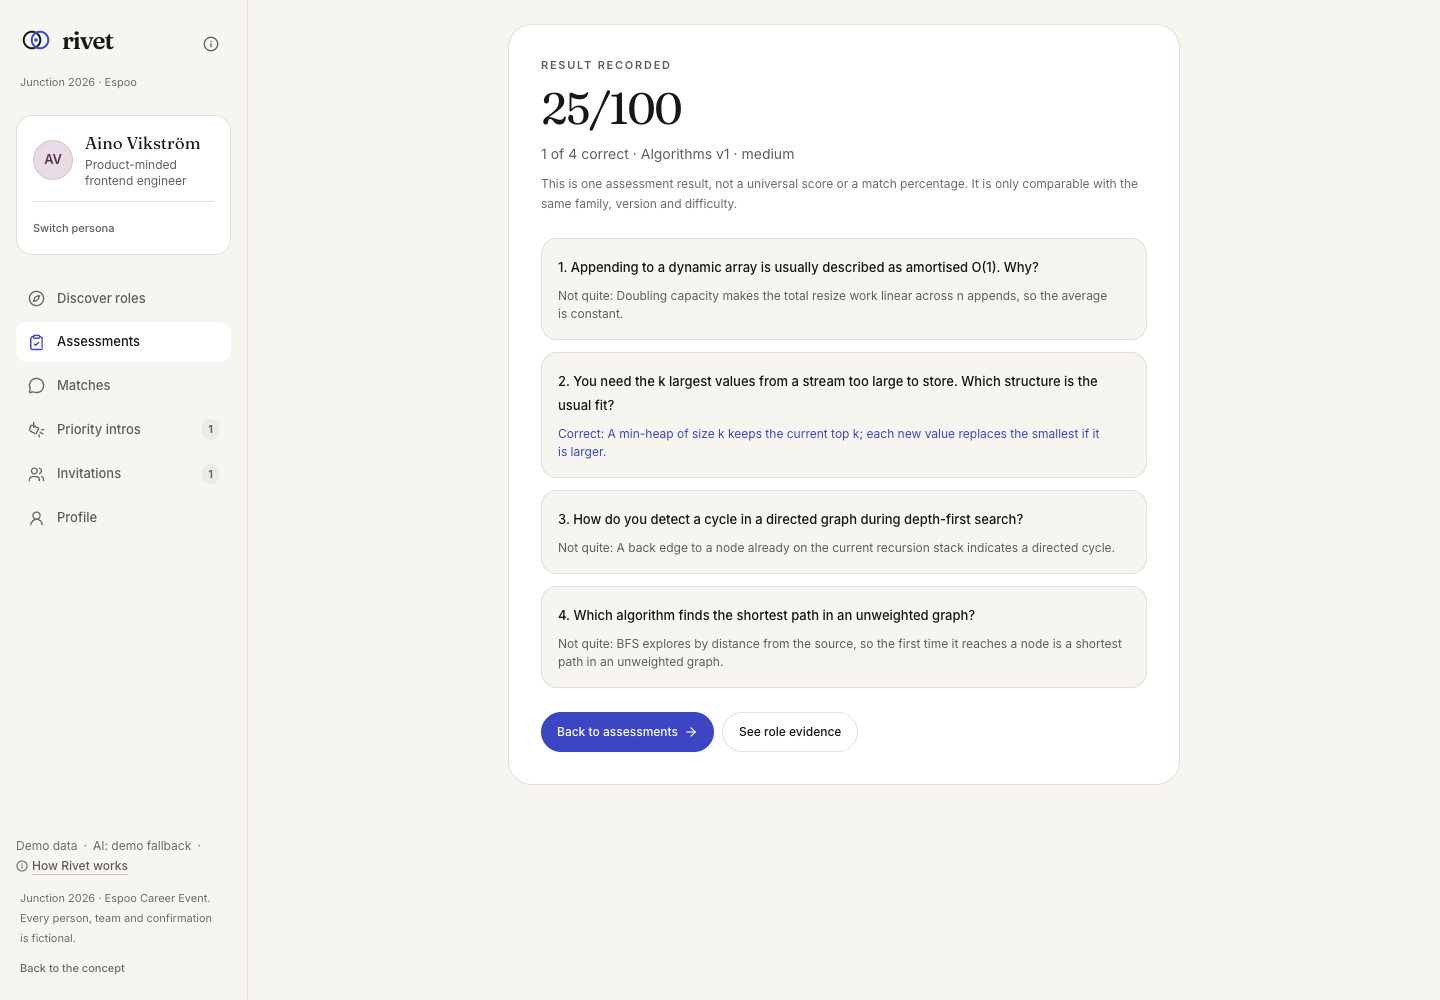 rivet
Junction 2026 · Espoo
AV
Aino Vikström
Product-minded
frontend engineer
Switch persona
Discover roles
Assessments
Matches
Priority intros 1
Invitations 1
Profile
Demo data · AI: demo fallback ·
How Rivet works
Junction 2026 · Espoo Career Event.
Every person, team and confirmation
is fictional.
Back to the concept
RESULT RECORDED
25/100
1 of 4 correct · Algorithms v1 · medium
This is one assessment result, not a universal score or a match percentage. It is only comparable with the
same family, version and difficulty.
1. Appending to a dynamic array is usually described as amortised O(1). Why?
Not quite: Doubling capacity makes the total resize work linear across n appends, so the average
is constant.
2. You need the k largest values from a stream too large to store. Which structure is the
usual fit?
Correct: A min-heap of size k keeps the current top k; each new value replaces the smallest if it
is larger.
3. How do you detect a cycle in a directed graph during depth-first search?
Not quite: A back edge to a node already on the current recursion stack indicates a directed cycle.
4. Which algorithm finds the shortest path in an unweighted graph?
Not quite: BFS explores by distance from the source, so the first time it reaches a node is a shortest
path in an unweighted graph.
Back to assessments
See role evidence